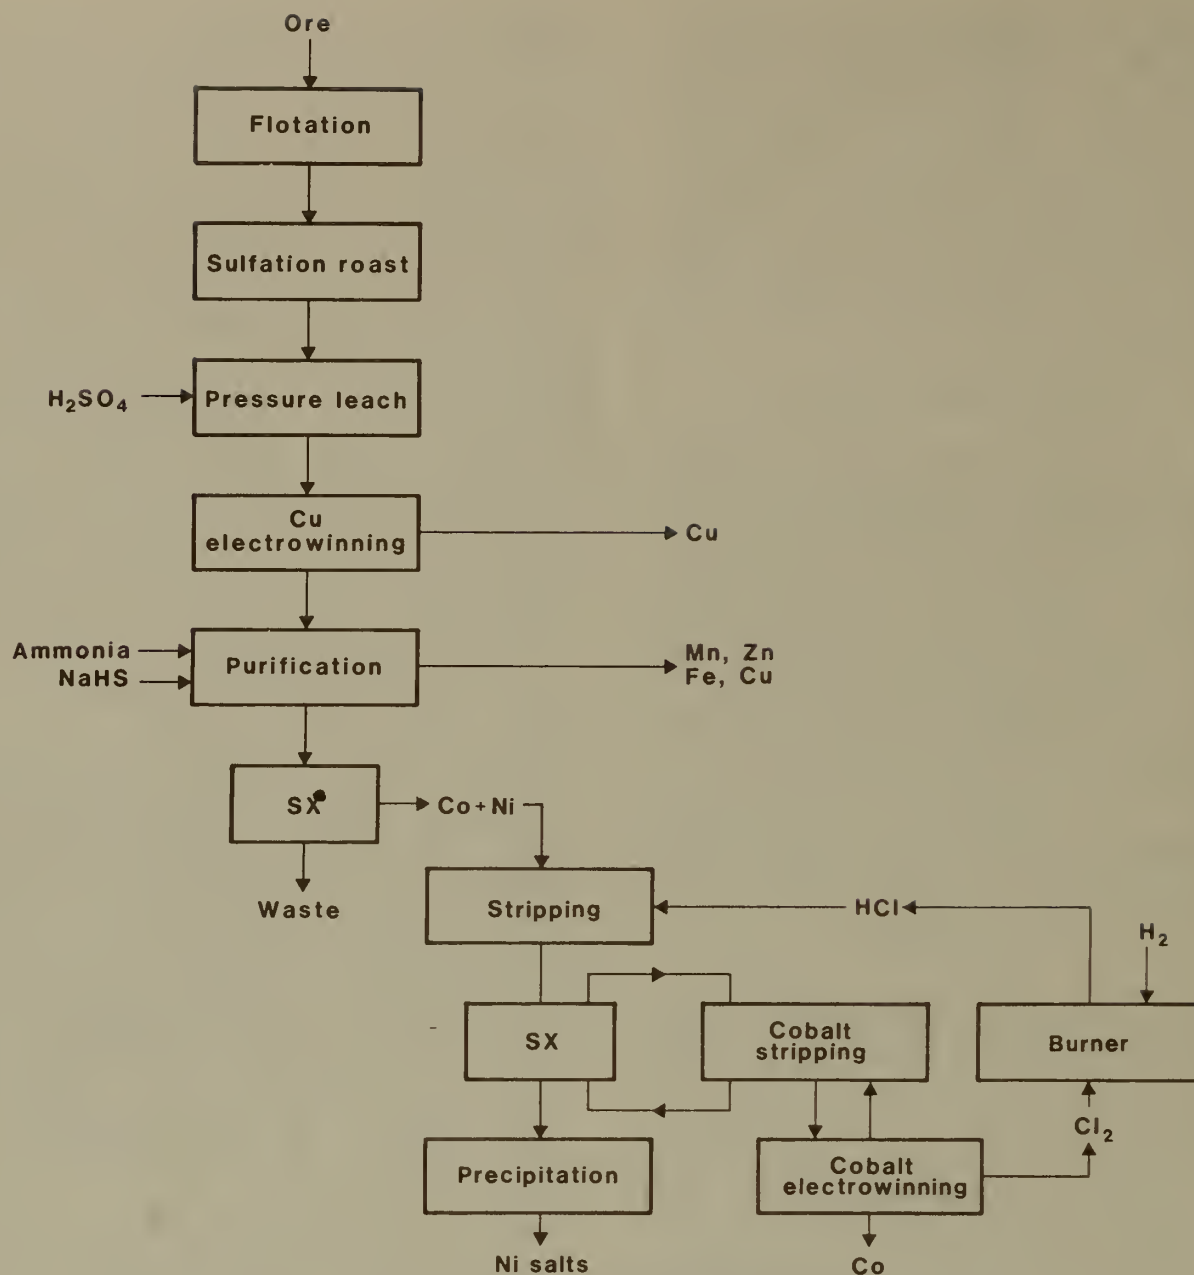 Ore
Flotation
Sulfation roast
H₂SO₄
Pressure leach
Cu
electrowinning
Cu
Ammonia
NaHS
Purification
Mn, Zn
Fe, Cu
SX
Co + Ni
Waste
Stripping
HCl
H₂
SX
Cobalt
stripping
Burner
Cl₂
Precipitation
Cobalt
electrowinning
Ni salts
Co